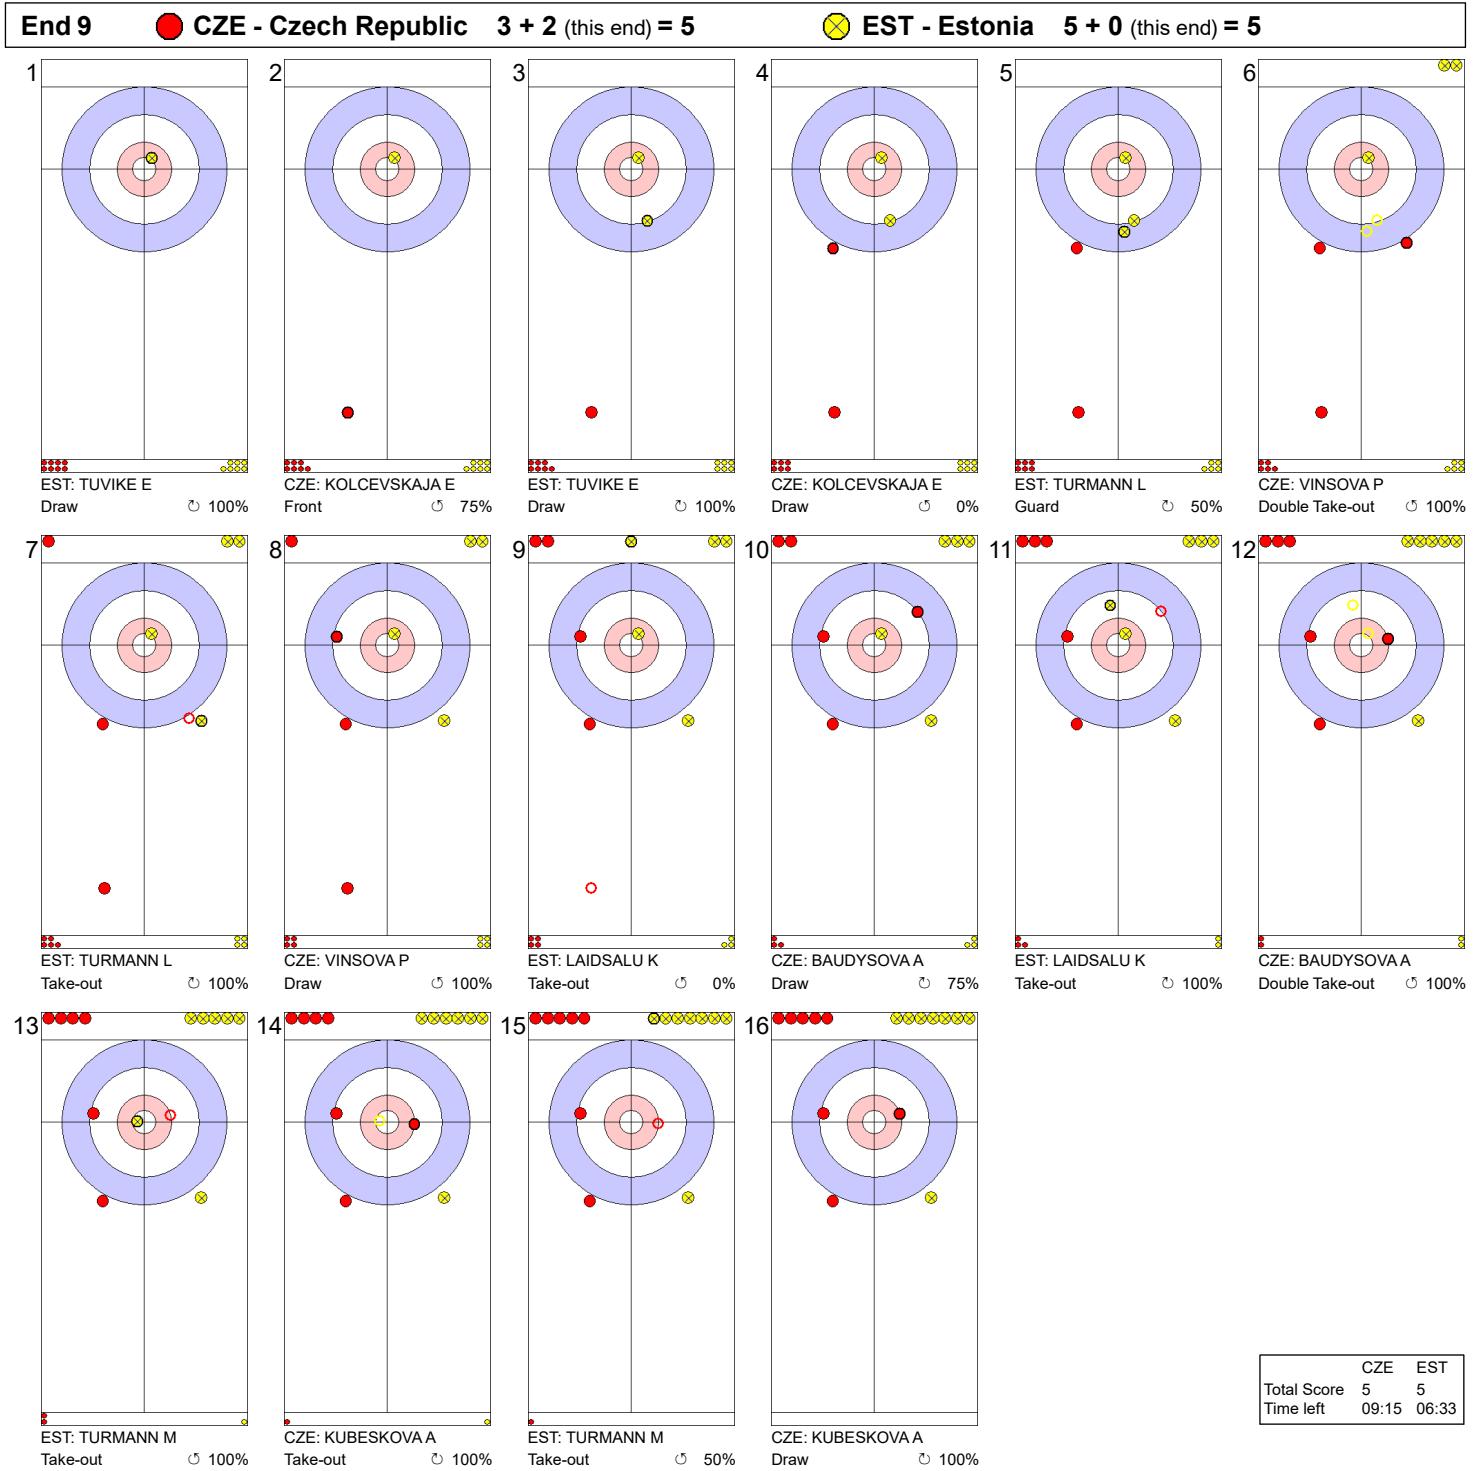 End 9 CZE - Czech Republic 3 + 2 (this end) = 5 EST - Estonia 5 + 0 (this end) = 5
1 2 3 4 5 6
EST: TUVIKE E CZE: KOLCEVSKAJA E EST: TUVIKE E CZE: KOLCEVSKAJA E EST: TURMANN L CZE: VINSOVA P
Draw ↻ 100% Front ↺ 75% Draw ↻ 100% Draw ↺ 0% Guard ↻ 50% Double Take-out ↻ 100%
7 8 9 10 11 12
EST: TURMANN L CZE: VINSOVA P EST: LAIDSALU K CZE: BAUDYSOVA A EST: LAIDSALU K CZE: BAUDYSOVA A
Take-out ↻ 100% Draw ↻ 100% Take-out ↺ 0% Draw ↻ 75% Take-out ↻ 100% Double Take-out ↺ 100%
13 14 15 16
EST: TURMANN M CZE: KUBESKOVA A EST: TURMANN M CZE: KUBESKOVA A
Take-out ↺ 100% Take-out ↺ 100% Take-out ↺ 50% Draw ↺ 100%
CZE EST
Total Score 5 5
Time left 09:15 06:33